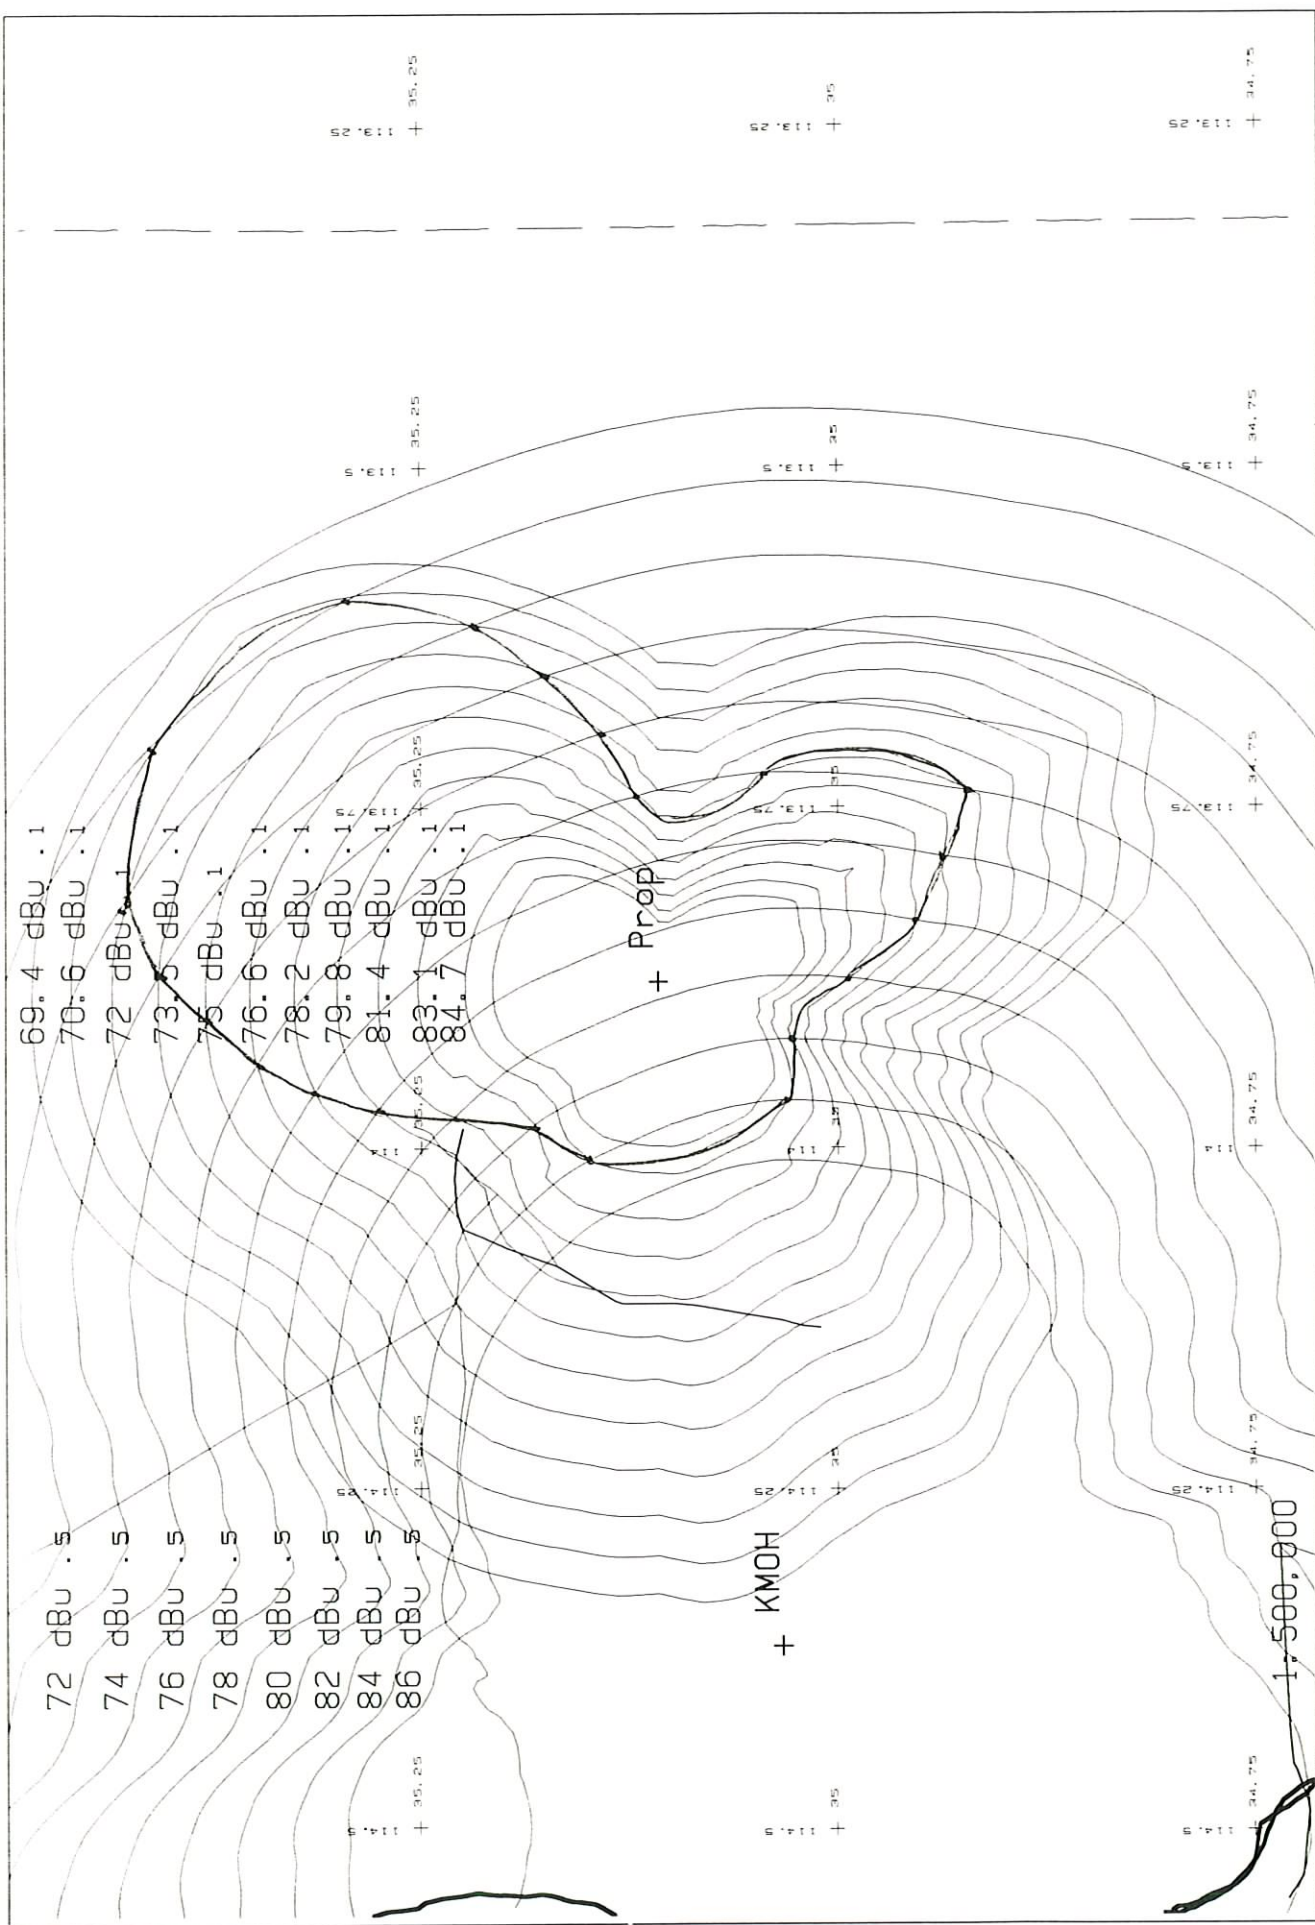 69.4 dBu .1
70.6 dBu .1
72 dBu .1
73.5 dBu .1
75 dBu .1
76.6 dBu .1
78.2 dBu .1
79.8 dBu .1
81.4 dBu .1
83.1 dBu .1
84.7 dBu .1
72 dBu .5
74 dBu .5
76 dBu .5
78 dBu .5
80 dBu .5
82 dBu .5
84 dBu .5
86 dBu .5
114.5 35.25
114.25 35.25
114 35.25
113.75 35.25
113.5 35.25
113.25 35.25
Prop
KMOH
114.5 35
114.25 35
114 35
113.75 35
113.5 35
113.25 35
114.5 34.75
114.25 34.75
114 34.75
113.75 34.75
113.5 34.75
113.25 34.75
1:500,000